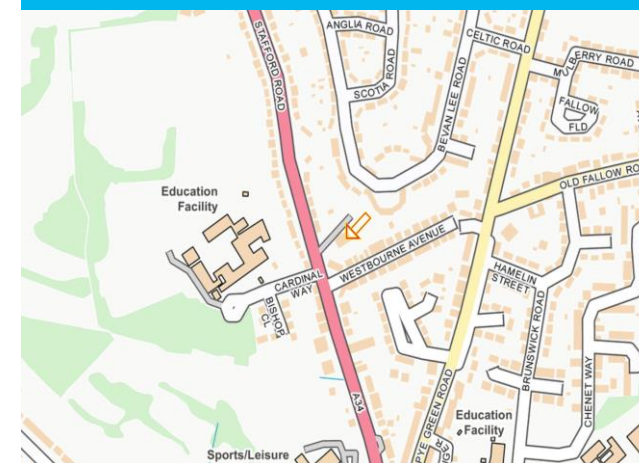 ANGLIA ROAD
STAFFORD ROAD
SCOTIA ROAD
CELTIC ROAD
MULBERRY ROAD
BEVAN LEE ROAD
FALLOW
FLD
OLD FALLOW RO
Education
Facility
WESTBOURNE AVENUE
CARDINAL
WAY
BISHOP
CL
HAMELIN
STREET
BRUNSWICK ROAD
CHENET WAY
A34
PYE GREEN ROAD
Education
Facility
Sports/Leisure